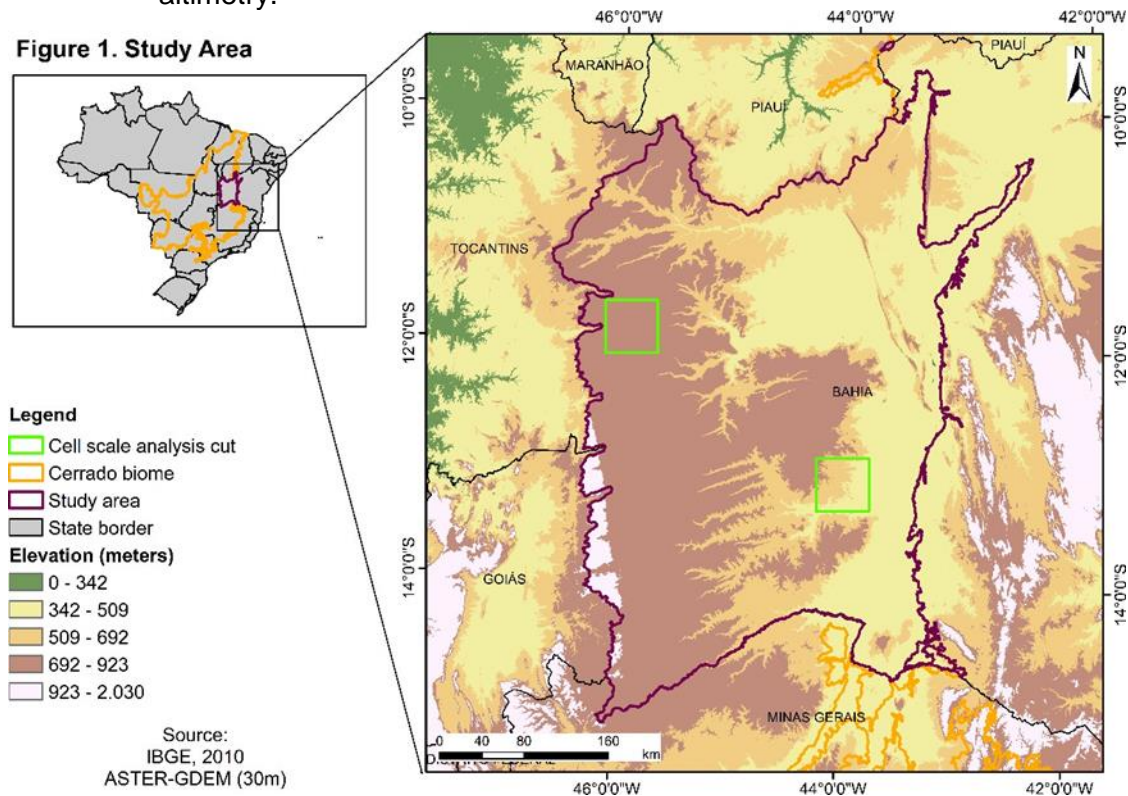 altimetry.
Figure 1. Study Area
46°0'0"W 44°0'0"W 42°0'0"W
N
MARANHÃO
PIAUÍ
PIAUÍ
10°0'0"S
10°0'0"S
TOCANTINS
12°0'0"S
12°0'0"S
BAHIA
14°0'0"S
14°0'0"S
GOIÁS
MINAS GERAIS
0 40 80 160
km
46°0'0"W 44°0'0"W 42°0'0"W
Legend
Cell scale analysis cut
Cerrado biome
Study area
State border
Elevation (meters)
0 - 342
342 - 509
509 - 692
692 - 923
923 - 2.030
Source:
IBGE, 2010
ASTER-GDEM (30m)